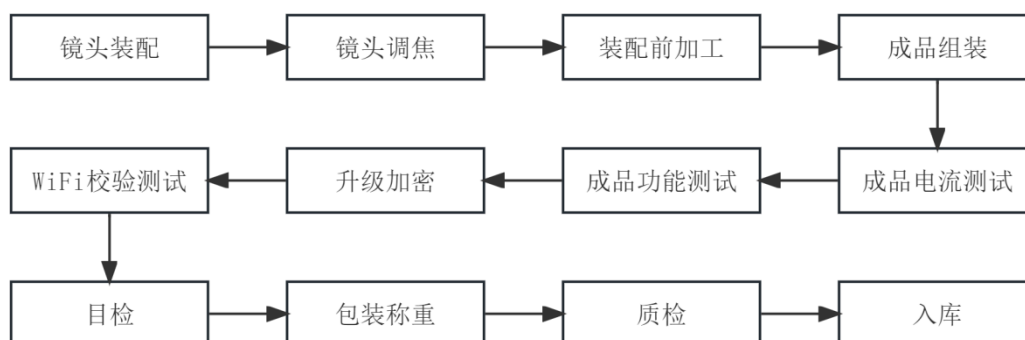 镜头装配
镜头调焦
装配前加工
成品组装
成品电流测试
成品功能测试
升级加密
WiFi校验测试
目检
包装称重
质检
入库